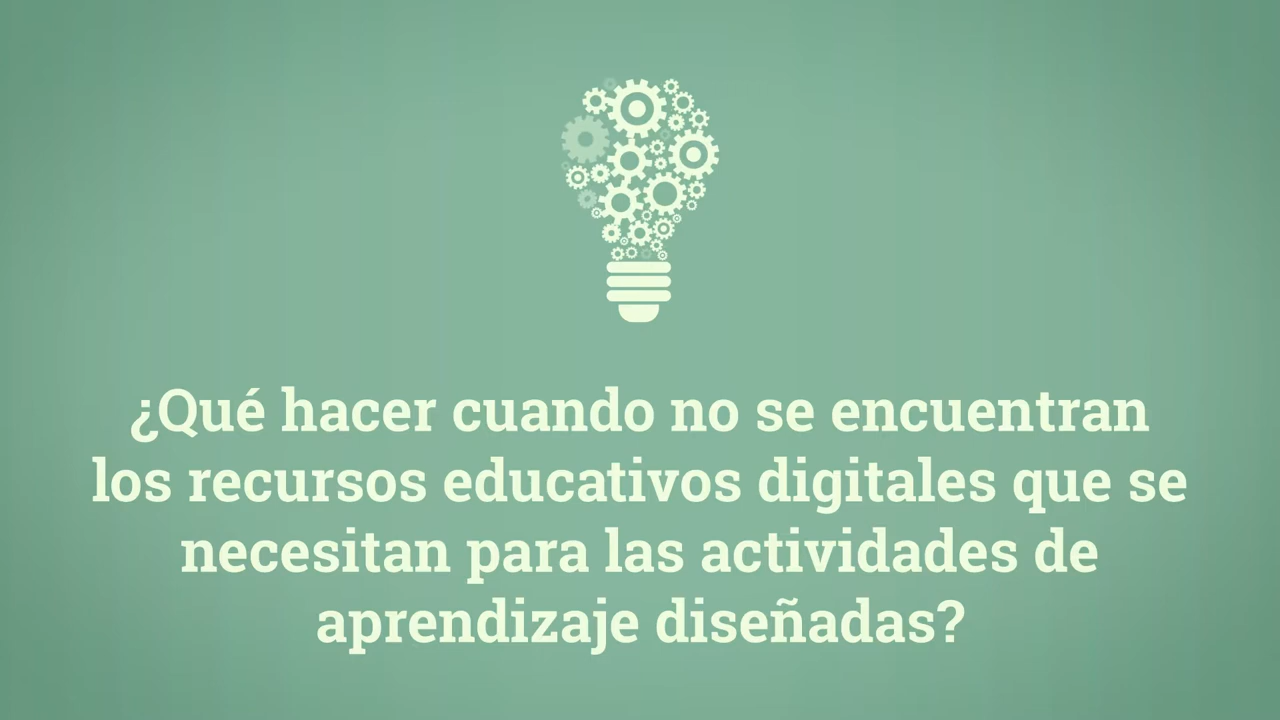 ¿Qué hacer cuando no se encuentran
los recursos educativos digitales que se
necesitan para las actividades de
aprendizaje diseñadas?